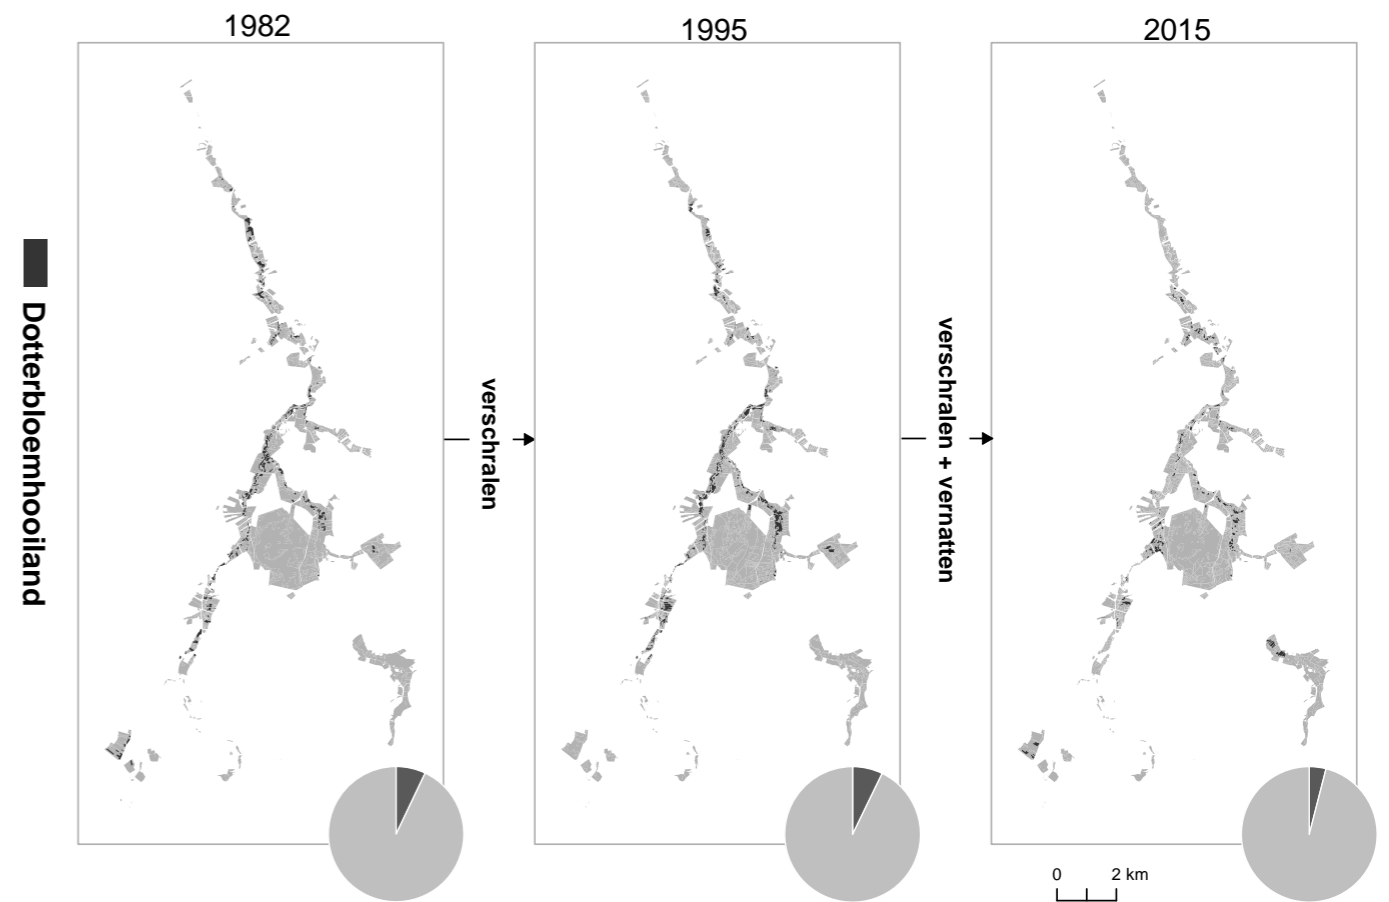 1982
1995
2015
Dotterbloemhooiland
verschralen
verschralen + vernatten
0 2 km